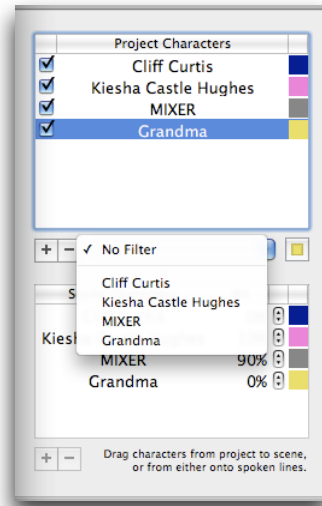 Project Characters
Cliff Curtis
Kiesha Castle Hughes
MIXER
Grandma
+ − ✓ No Filter
Cliff Curtis
Kiesha Castle Hughes
MIXER
Grandma
S
Kies
MIXER 90%
Grandma 0%
+ −
Drag characters from project to scene,
or from either onto spoken lines.